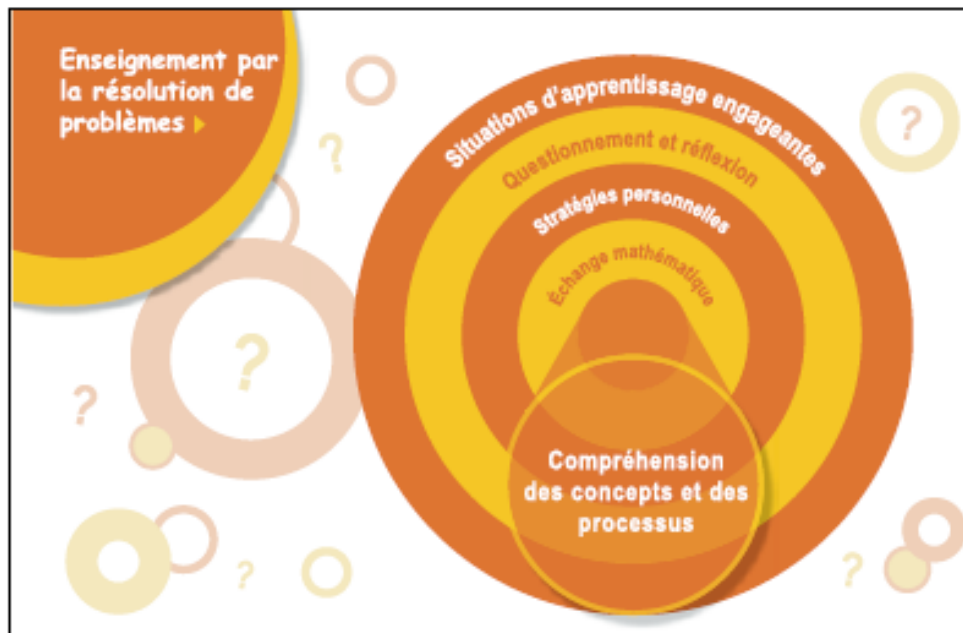 Enseignement par
la résolution de
problèmes
Situations d'apprentissage engageantes
Questionnement et réflexion
Stratégies personnelles
Échange mathématique
Compréhension
des concepts et des
processus
?
?
?
?
?
?